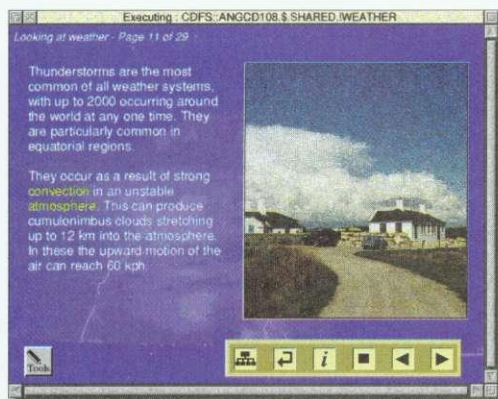 Executing : CDFS::ANGCD108.$.SHARED.!WEATHER
Looking at weather - Page 11 of 29
Thunderstorms are the most
common of all weather systems,
with up to 2000 occurring around
the world at any one time. They
are particularly common in
equatorial regions.
They occur as a result of strong
convection in an unstable
atmosphere. This can produce
cumulonimbus clouds stretching
up to 12 km into the atmosphere.
In these the upward motion of the
air can reach 60 kph.
Tools
i